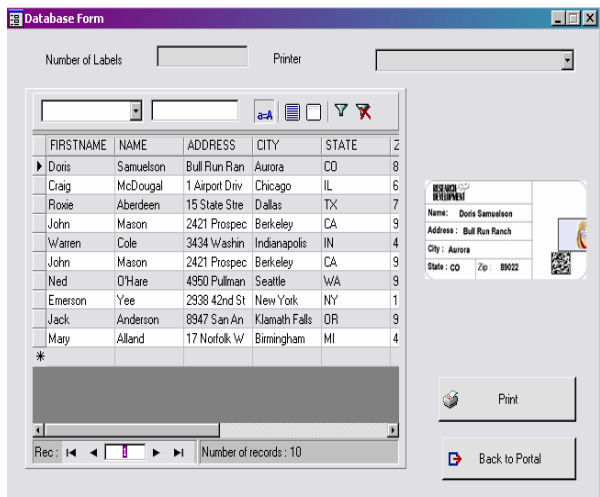 Database Form
Number of Labels Printer
a=A
FIRSTNAME NAME ADDRESS CITY STATE Z
Doris Samuelson Bull Run Ran Aurora CO 8
Craig McDougal 1 Airport Driv Chicago IL 6
Roxie Aberdeen 15 State Stre Dallas TX 7
John Mason 2421 Prospec Berkeley CA 9
Warren Cole 3434 Washin Indianapolis IN 4
John Mason 2421 Prospec Berkeley CA 9
Ned O'Hare 4950 Pullman Seattle WA 9
Emerson Yee 2938 42nd St New York NY 1
Jack Anderson 8947 San An Klamath Falls OR 9
Mary Alland 17 Norfolk W Birmingham MI 4
Rec : 1 Number of records : 10
RESEARCH
DEVELOPMENT
Name: Doris Samuelson
Address : Bull Run Ranch
City : Aurora
State : CO Zip : 89022
Print
Back to Portal